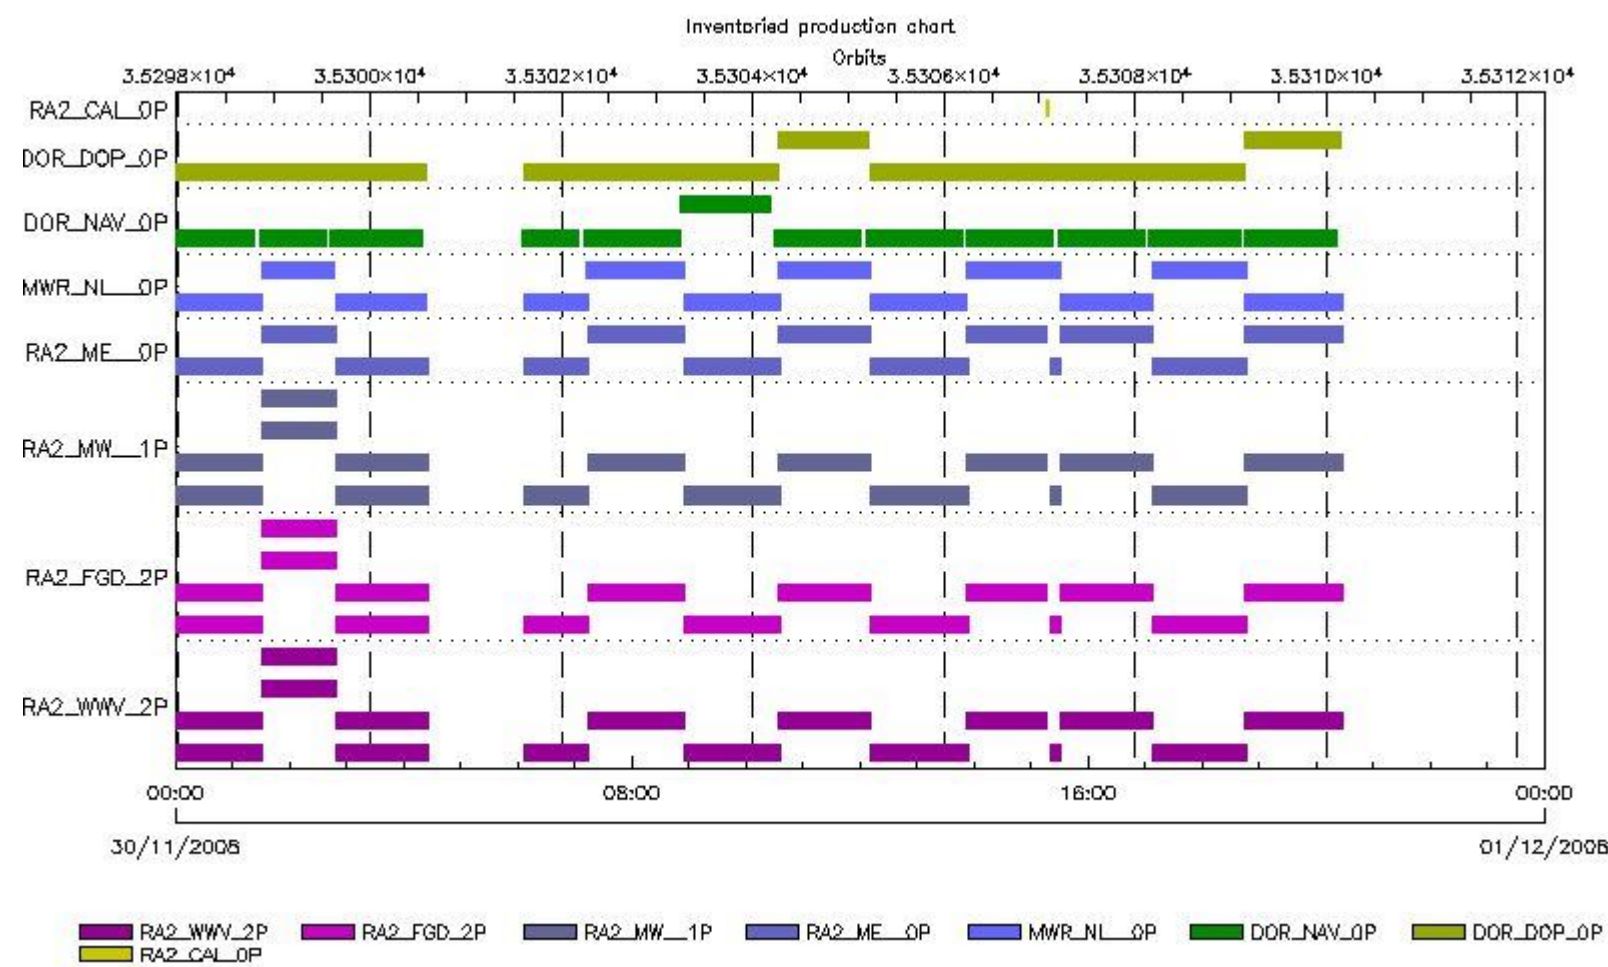 Inventoried production chart
Orbits
3.5298×10⁴ 3.5300×10⁴ 3.5302×10⁴ 3.5304×10⁴ 3.5306×10⁴ 3.5308×10⁴ 3.5310×10⁴ 3.5312×10⁴
RA2_CAL_0P
DOR_DOP_0P
DOR_NAV_0P
MWR_NL__0P
RA2_ME__0P
RA2_MW__1P
RA2_FGD_2P
RA2_WWV_2P
00:00 08:00 16:00 00:00
30/11/2008 01/12/2008
RA2_WWV_2P RA2_FGD_2P RA2_MW__1P RA2_ME__0P MWR_NL__0P DOR_NAV_0P DOR_DOP_0P
RA2_CAL_0P